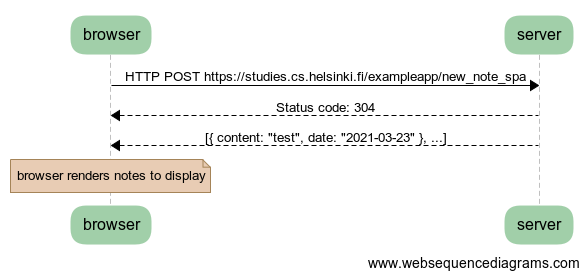 browser server
HTTP POST https://studies.cs.helsinki.fi/exampleapp/new_note_spa
Status code: 304
[{ content: "test", date: "2021-03-23" }, ...]
browser renders notes to display
browser server
www.websequencediagrams.com